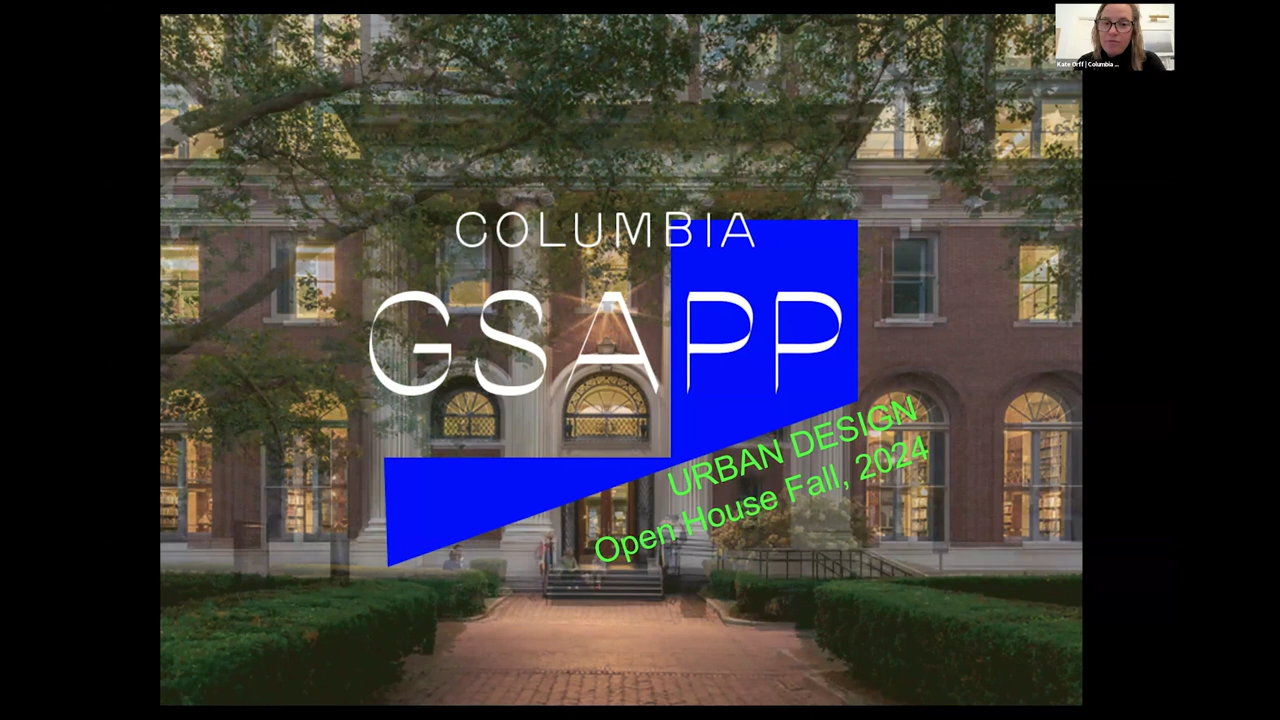 Kate Orff | Columbia ...
COLUMBIA
GSAPP
URBAN DESIGN
Open House Fall, 2024